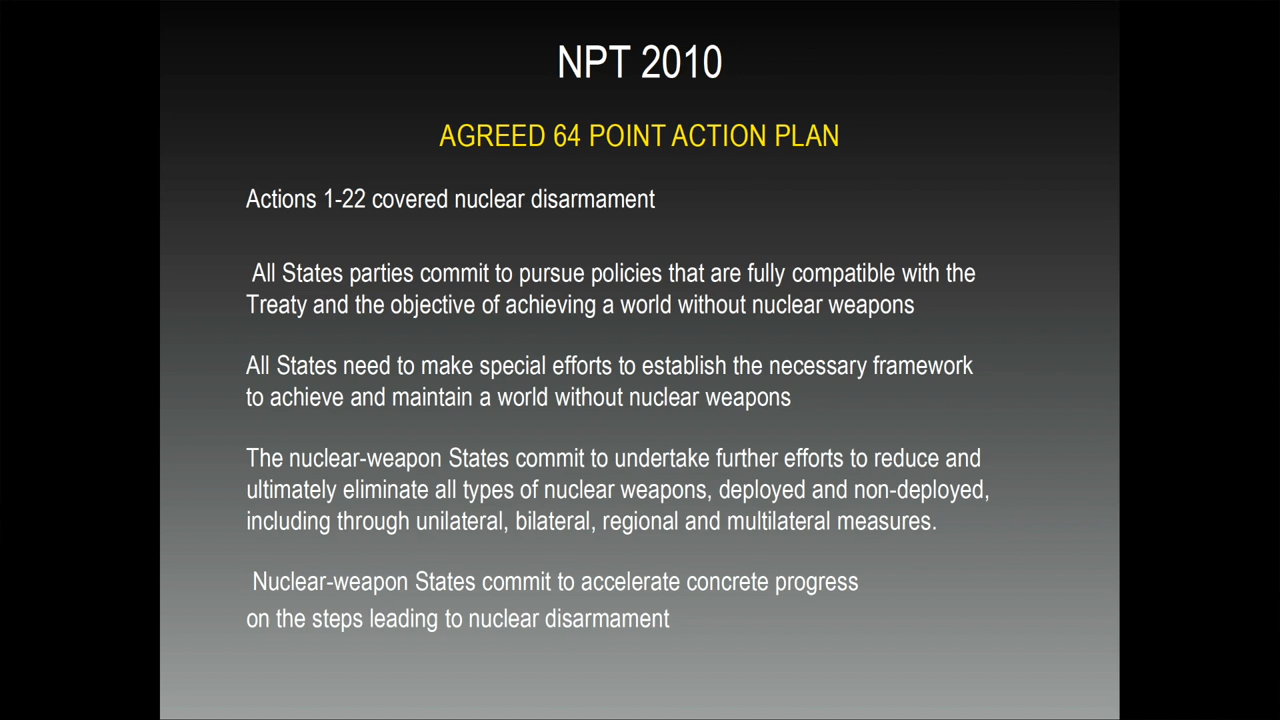 NPT 2010
AGREED 64 POINT ACTION PLAN
Actions 1-22 covered nuclear disarmament
All States parties commit to pursue policies that are fully compatible with the
Treaty and the objective of achieving a world without nuclear weapons
All States need to make special efforts to establish the necessary framework
to achieve and maintain a world without nuclear weapons
The nuclear-weapon States commit to undertake further efforts to reduce and
ultimately eliminate all types of nuclear weapons, deployed and non-deployed,
including through unilateral, bilateral, regional and multilateral measures.
Nuclear-weapon States commit to accelerate concrete progress
on the steps leading to nuclear disarmament